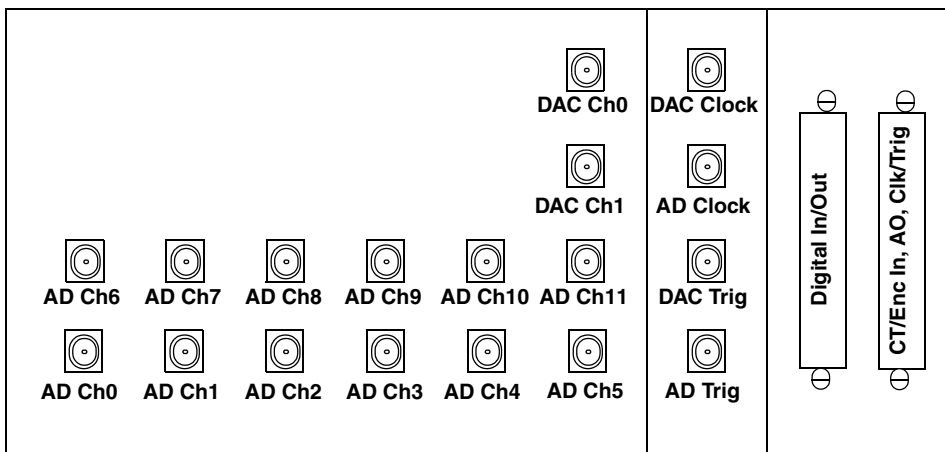 DAC Ch0
DAC Clock
DAC Ch1
AD Clock
AD Ch6
AD Ch7
AD Ch8
AD Ch9
AD Ch10
AD Ch11
DAC Trig
AD Ch0
AD Ch1
AD Ch2
AD Ch3
AD Ch4
AD Ch5
AD Trig
Digital In/Out
CT/Enc In, AO, Clk/Trig